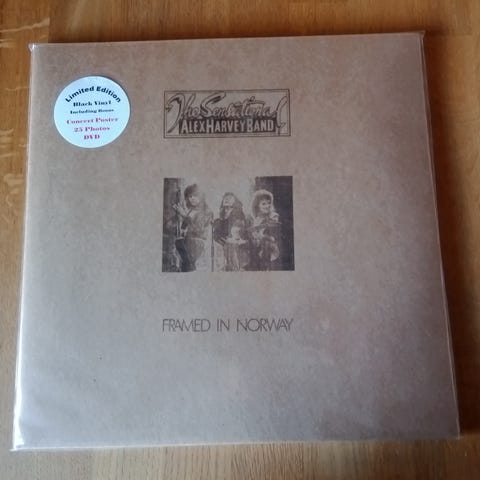 Limited Edition
Black Vinyl
Including Bonus
Concert Poster
25 Photos
DVD
The Sensational
ALEX HARVEY BAND
FRAMED IN NORWAY